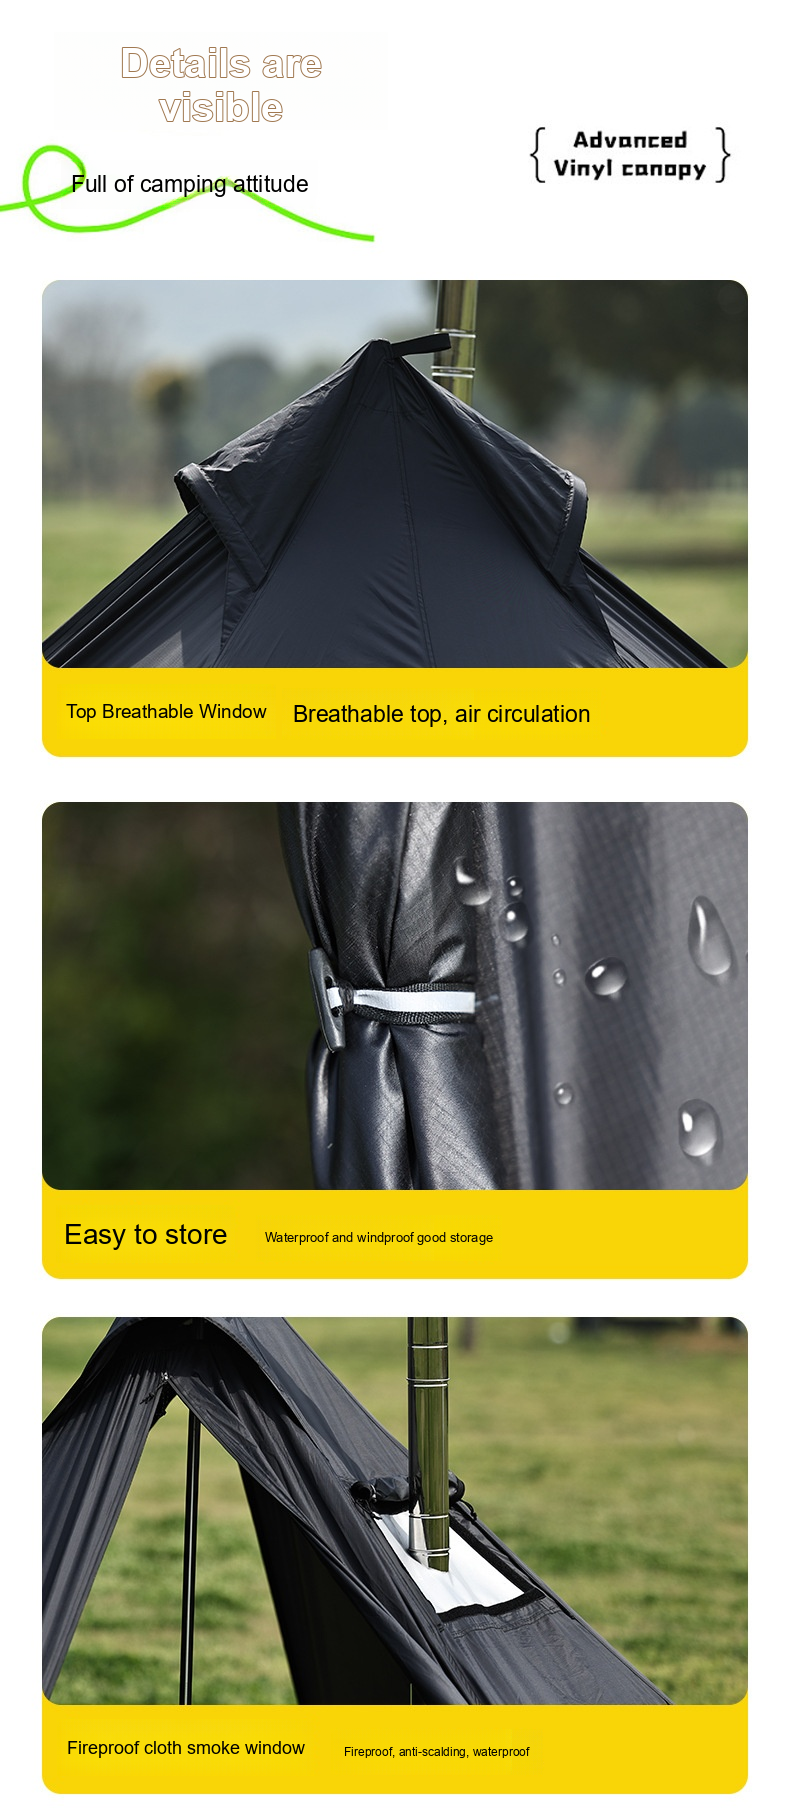 Details are
visible
Full of camping attitude
Advanced
Vinyl canopy
Top Breathable Window
Breathable top, air circulation
Easy to store
Waterproof and windproof good storage
Fireproof cloth smoke window
Fireproof, anti-scalding, waterproof